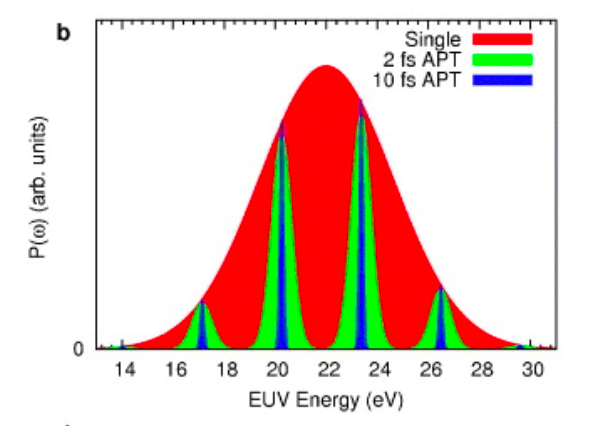 b
Single
2 fs APT
10 fs APT
P(ω) (arb. units)
0
14 16 18 20 22 24 26 28 30
EUV Energy (eV)